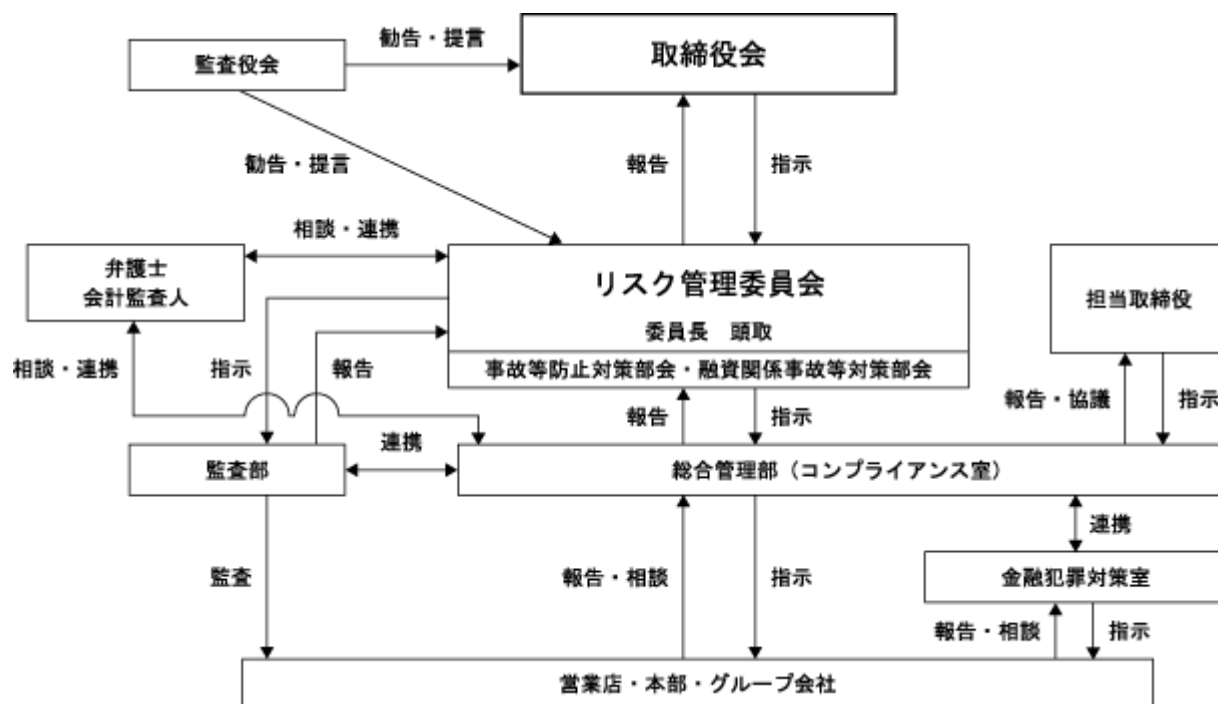 監査役会
勧告・提言
取締役会
勧告・提言
報告
指示
相談・連携
弁護士
会計監査人
リスク管理委員会
委員長　頭取
事故等防止対策部会・融資関係事故等対策部会
担当取締役
相談・連携
指示
報告
報告
指示
報告・協議
指示
監査部
連携
総合管理部（コンプライアンス室）
連携
監査
報告・相談
指示
金融犯罪対策室
報告・相談
指示
営業店・本部・グループ会社